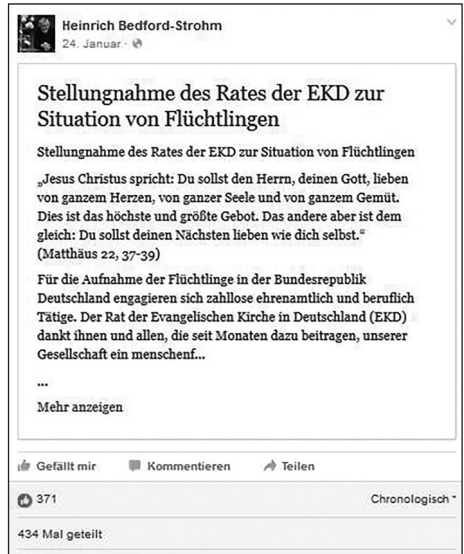 Heinrich Bedford-Strohm
24. Januar ·
Stellungnahme des Rates der EKD zur
Situation von Flüchtlingen
Stellungnahme des Rates der EKD zur Situation von Flüchtlingen
„Jesus Christus spricht: Du sollst den Herrn, deinen Gott, lieben
von ganzem Herzen, von ganzer Seele und von ganzem Gemüt.
Dies ist das höchste und größte Gebot. Das andere aber ist dem
gleich: Du sollst deinen Nächsten lieben wie dich selbst.“
(Matthäus 22, 37-39)
Für die Aufnahme der Flüchtlinge in der Bundesrepublik
Deutschland engagieren sich zahllose ehrenamtlich und beruflich
Tätige. Der Rat der Evangelischen Kirche in Deutschland (EKD)
dankt ihnen und allen, die seit Monaten dazu beitragen, unserer
Gesellschaft ein menschenf...
...
Mehr anzeigen
Gefällt mir Kommentieren Teilen
371 Chronologisch
434 Mal geteilt